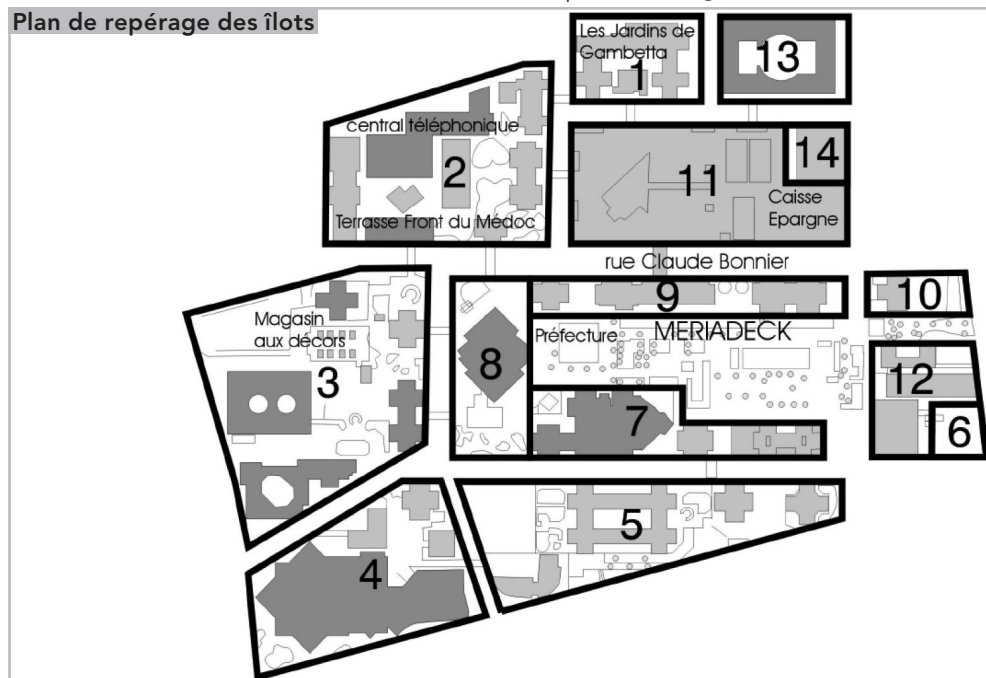 Plan de repérage des îlots
Les Jardins de
Gambetta
1
13
central téléphonique
2
Terrasse Front du Médoc
11
14
Caisse
Epargne
rue Claude Bonnier
9
10
Magasin
aux décors
3
8
Préfecture
MERIADECK
12
7
6
5
4